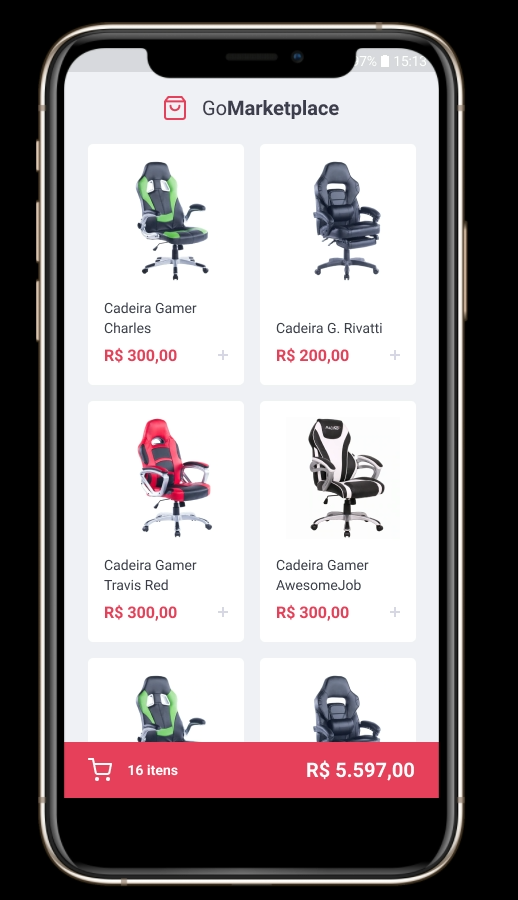 15:13
GoMarketplace
Cadeira Gamer
Charles
R$ 300,00 +
Cadeira G. Rivatti
R$ 200,00 +
Cadeira Gamer
Travis Red
R$ 300,00 +
Cadeira Gamer
AwesomeJob
R$ 300,00 +
16 itens
R$ 5.597,00